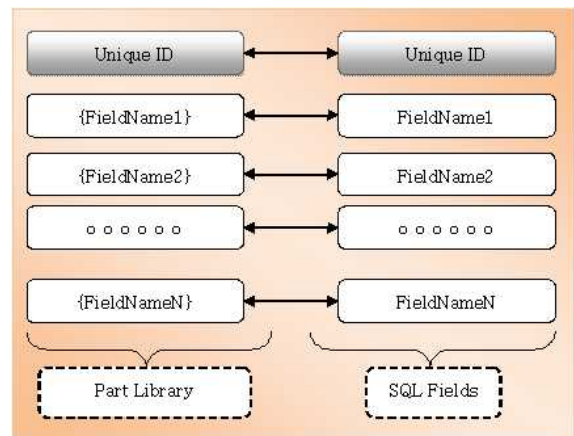 Unique ID Unique ID
{FieldName1} FieldName1
{FieldName2} FieldName2
o o o o o o o o o o o o
{FieldNameN} FieldNameN
Part Library SQL Fields